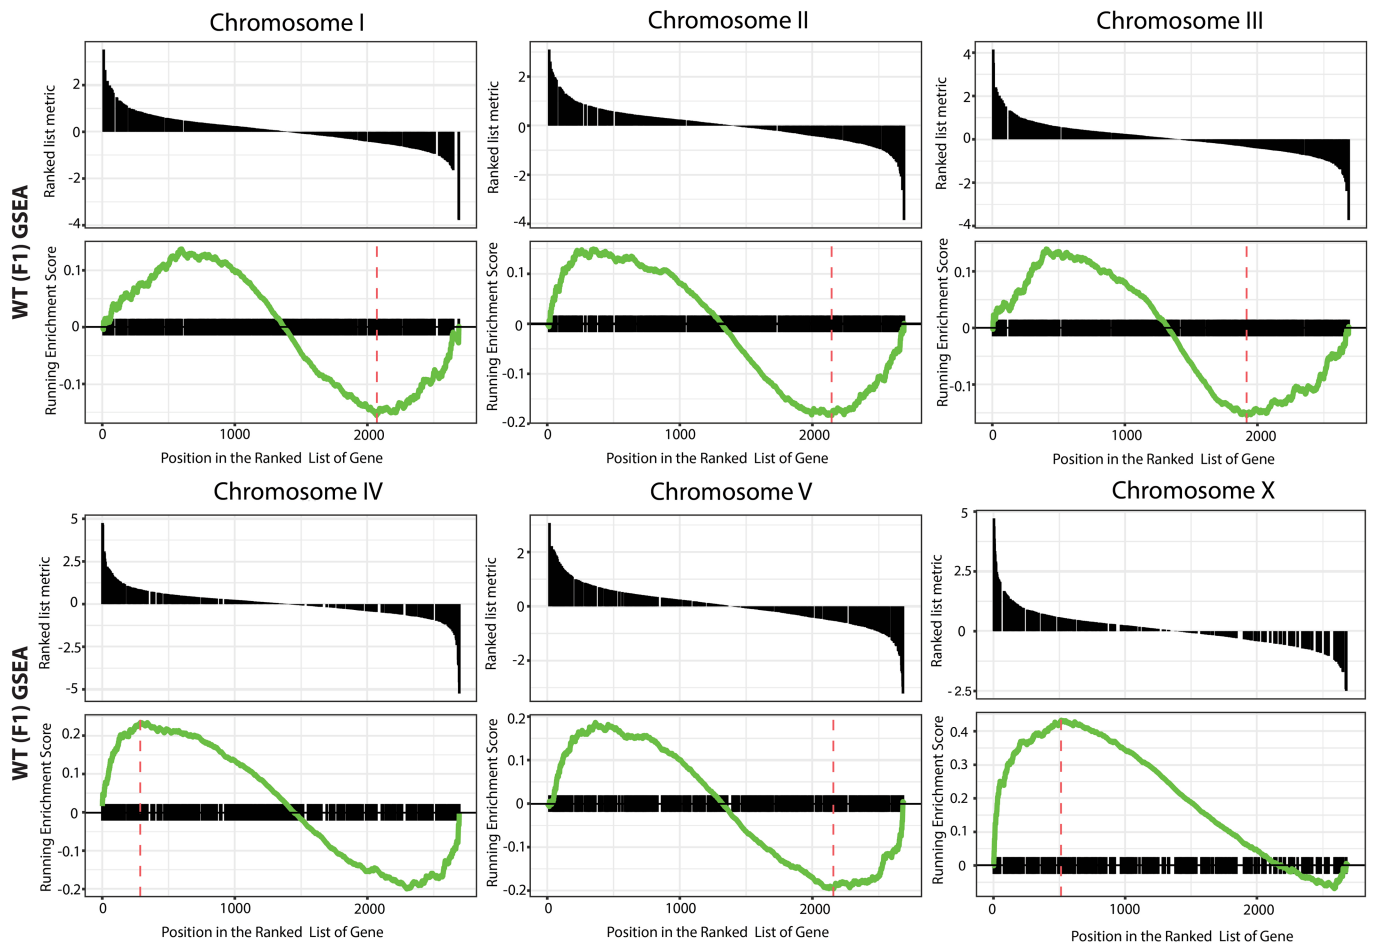 Chromosome I
Chromosome II
Chromosome III
WT (F1) GSEA
Ranked list metric
2
0
-2
-4
Ranked list metric
2
0
-2
-4
Ranked list metric
4
2
0
-2
-4
Running Enrichment Score
0.1
0
-0.1
Running Enrichment Score
0.1
0
-0.1
-0.2
Running Enrichment Score
0.1
0
-0.1
0 1000 2000
0 1000 2000
0 1000 2000
Position in the Ranked List of Gene
Position in the Ranked List of Gene
Position in the Ranked List of Gene
Chromosome IV
Chromosome V
Chromosome X
WT (F1) GSEA
Ranked list metric
5
2.5
0
-2.5
-5
Ranked list metric
2
0
-2
Ranked list metric
5
2.5
0
-2.5
Running Enrichment Score
0.2
0.1
0
-0.1
-0.2
Running Enrichment Score
0.2
0.1
0
-0.1
-0.2
Running Enrichment Score
0.4
0.3
0.2
0.1
0
0 1000 2000
0 1000 2000
0 1000 2000
Position in the Ranked List of Gene
Position in the Ranked List of Gene
Position in the Ranked List of Gene